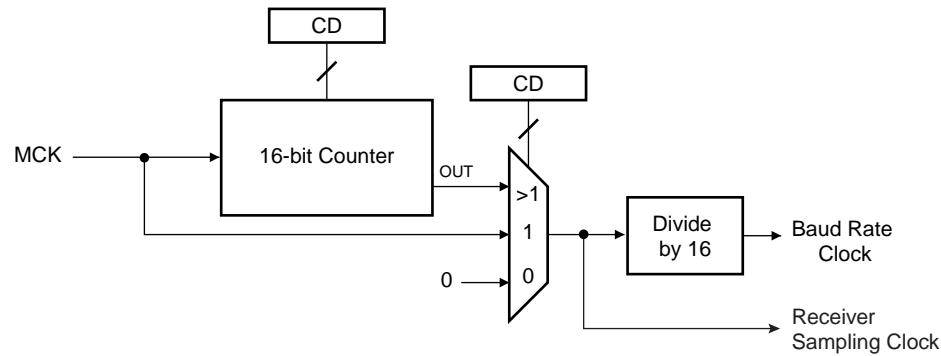 CD
CD
MCK
16-bit Counter
OUT
>1
1
0
0
Divide
by 16
Baud Rate
Clock
Receiver
Sampling Clock